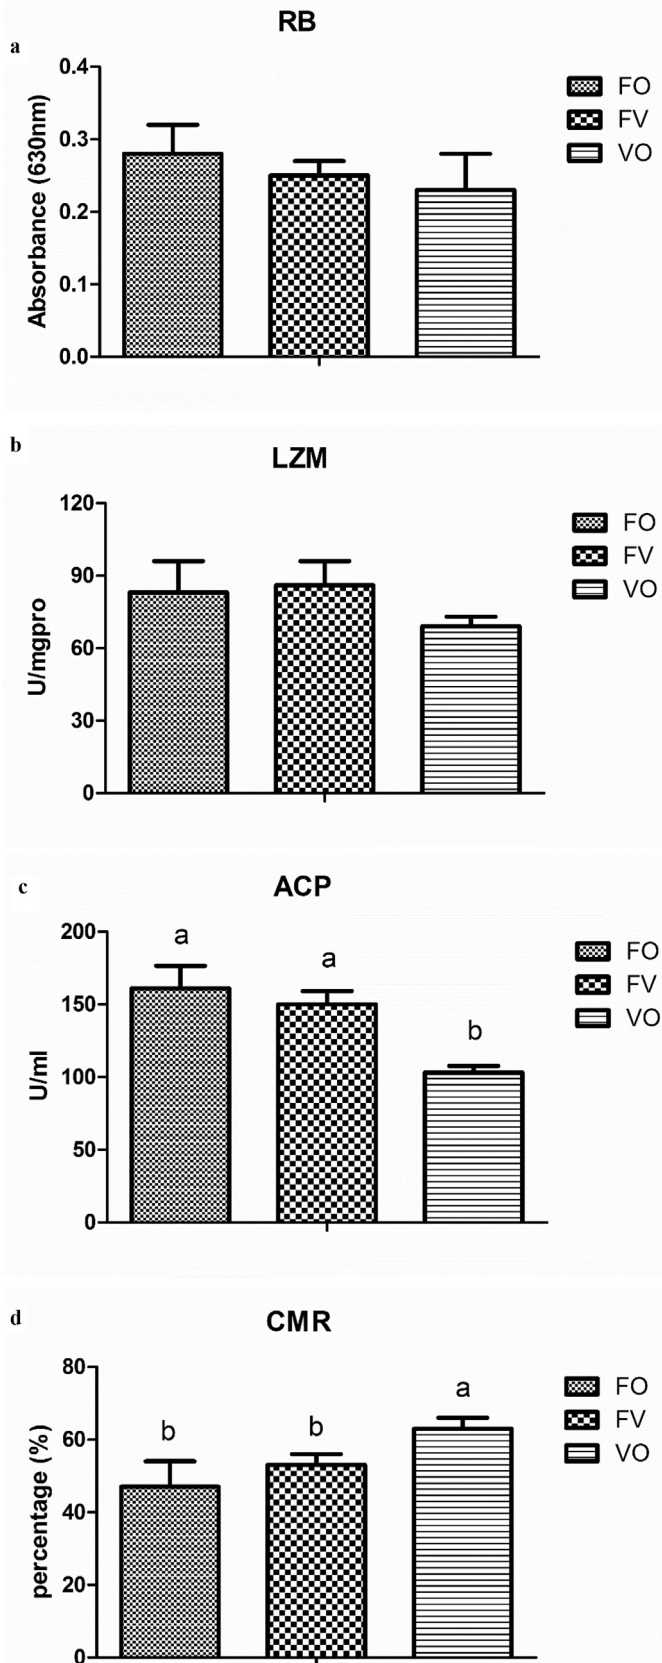 RB
a
Absorbance (630nm)
0.4
0.3
0.2
0.1
0.0
FO
FV
VO
b
LZM
U/mgpro
120
90
60
30
0
FO
FV
VO
c
ACP
U/ml
200
150
100
50
0
a
a
b
FO
FV
VO
d
CMR
percentage (%)
80
60
40
20
0
b
b
a
FO
FV
VO